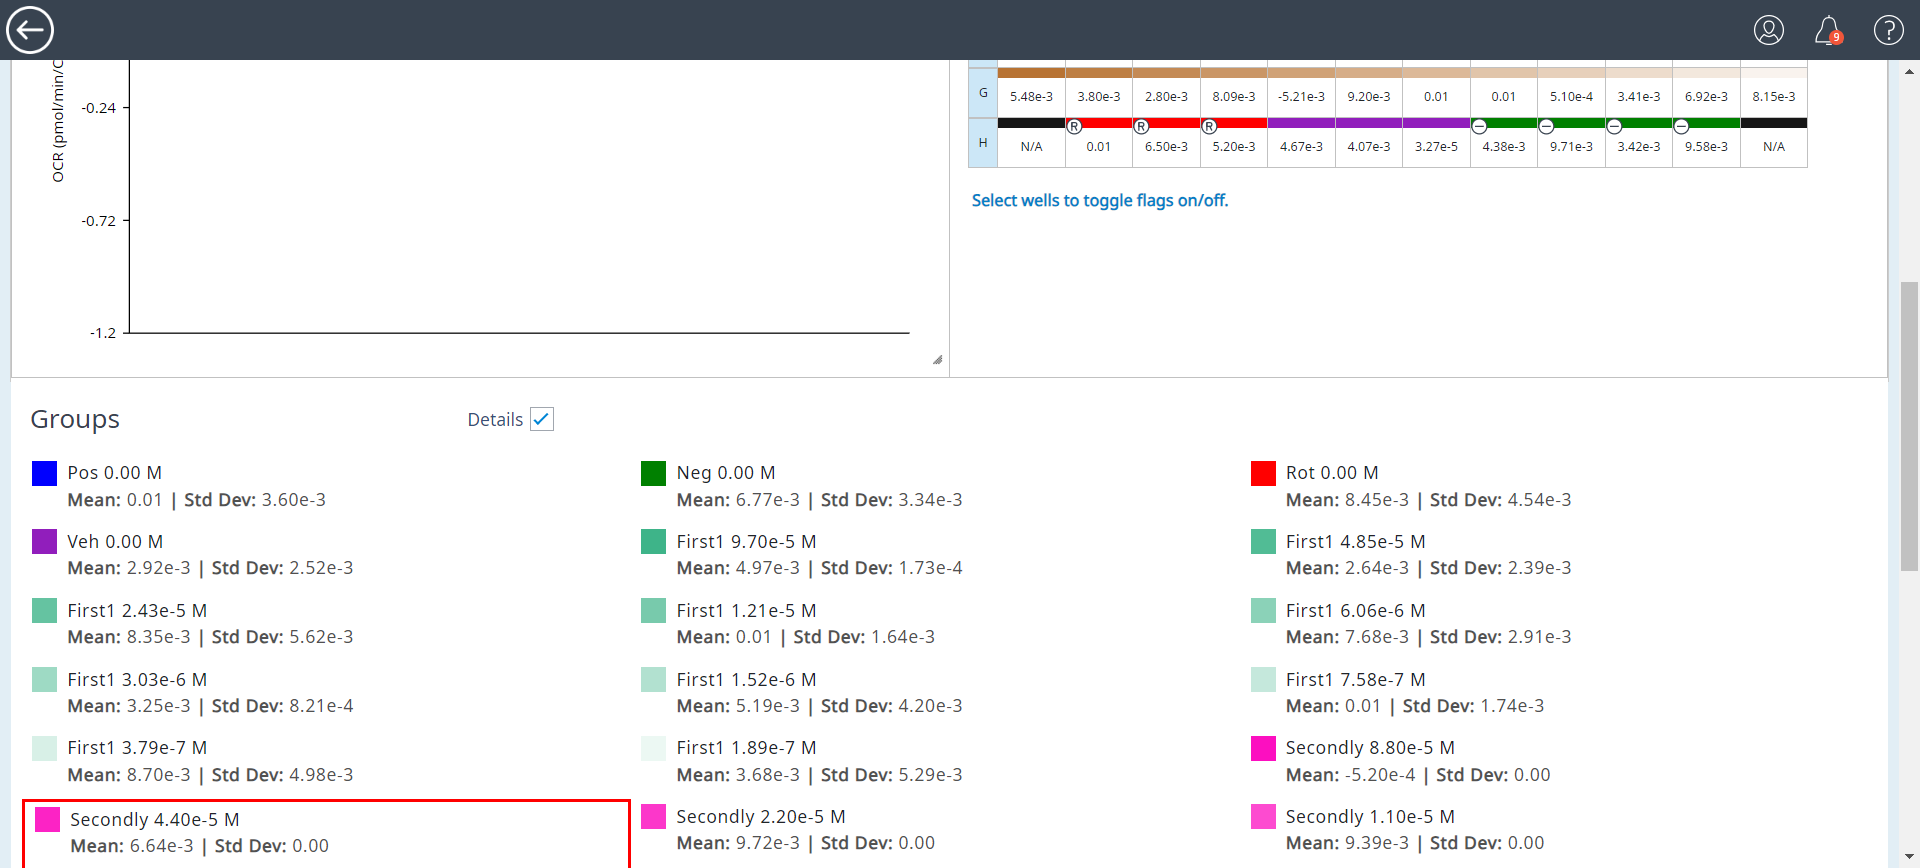 9
?
OCR (pmol/min/C
-0.24
-0.72
-1.2
G 5.48e-3 3.80e-3 2.80e-3 8.09e-3 -5.21e-3 9.20e-3 0.01 0.01 5.10e-4 3.41e-3 6.92e-3 8.15e-3
R R R
H N/A 0.01 6.50e-3 5.20e-3 4.67e-3 4.07e-3 3.27e-5 4.38e-3 9.71e-3 3.42e-3 9.58e-3 N/A
Select wells to toggle flags on/off.
Groups Details
Pos 0.00 M
Mean: 0.01 | Std Dev: 3.60e-3
Neg 0.00 M
Mean: 6.77e-3 | Std Dev: 3.34e-3
Rot 0.00 M
Mean: 8.45e-3 | Std Dev: 4.54e-3
Veh 0.00 M
Mean: 2.92e-3 | Std Dev: 2.52e-3
First1 9.70e-5 M
Mean: 4.97e-3 | Std Dev: 1.73e-4
First1 4.85e-5 M
Mean: 2.64e-3 | Std Dev: 2.39e-3
First1 2.43e-5 M
Mean: 8.35e-3 | Std Dev: 5.62e-3
First1 1.21e-5 M
Mean: 0.01 | Std Dev: 1.64e-3
First1 6.06e-6 M
Mean: 7.68e-3 | Std Dev: 2.91e-3
First1 3.03e-6 M
Mean: 3.25e-3 | Std Dev: 8.21e-4
First1 1.52e-6 M
Mean: 5.19e-3 | Std Dev: 4.20e-3
First1 7.58e-7 M
Mean: 0.01 | Std Dev: 1.74e-3
First1 3.79e-7 M
Mean: 8.70e-3 | Std Dev: 4.98e-3
First1 1.89e-7 M
Mean: 3.68e-3 | Std Dev: 5.29e-3
Secondly 8.80e-5 M
Mean: -5.20e-4 | Std Dev: 0.00
Secondly 4.40e-5 M
Mean: 6.64e-3 | Std Dev: 0.00
Secondly 2.20e-5 M
Mean: 9.72e-3 | Std Dev: 0.00
Secondly 1.10e-5 M
Mean: 9.39e-3 | Std Dev: 0.00